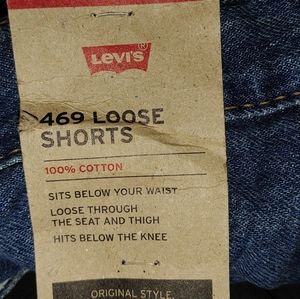 LEVI'S
®
469 LOOSE
SHORTS
100% COTTON
SITS BELOW YOUR WAIST
LOOSE THROUGH
THE SEAT AND THIGH
HITS BELOW THE KNEE
ORIGINAL STYLE.